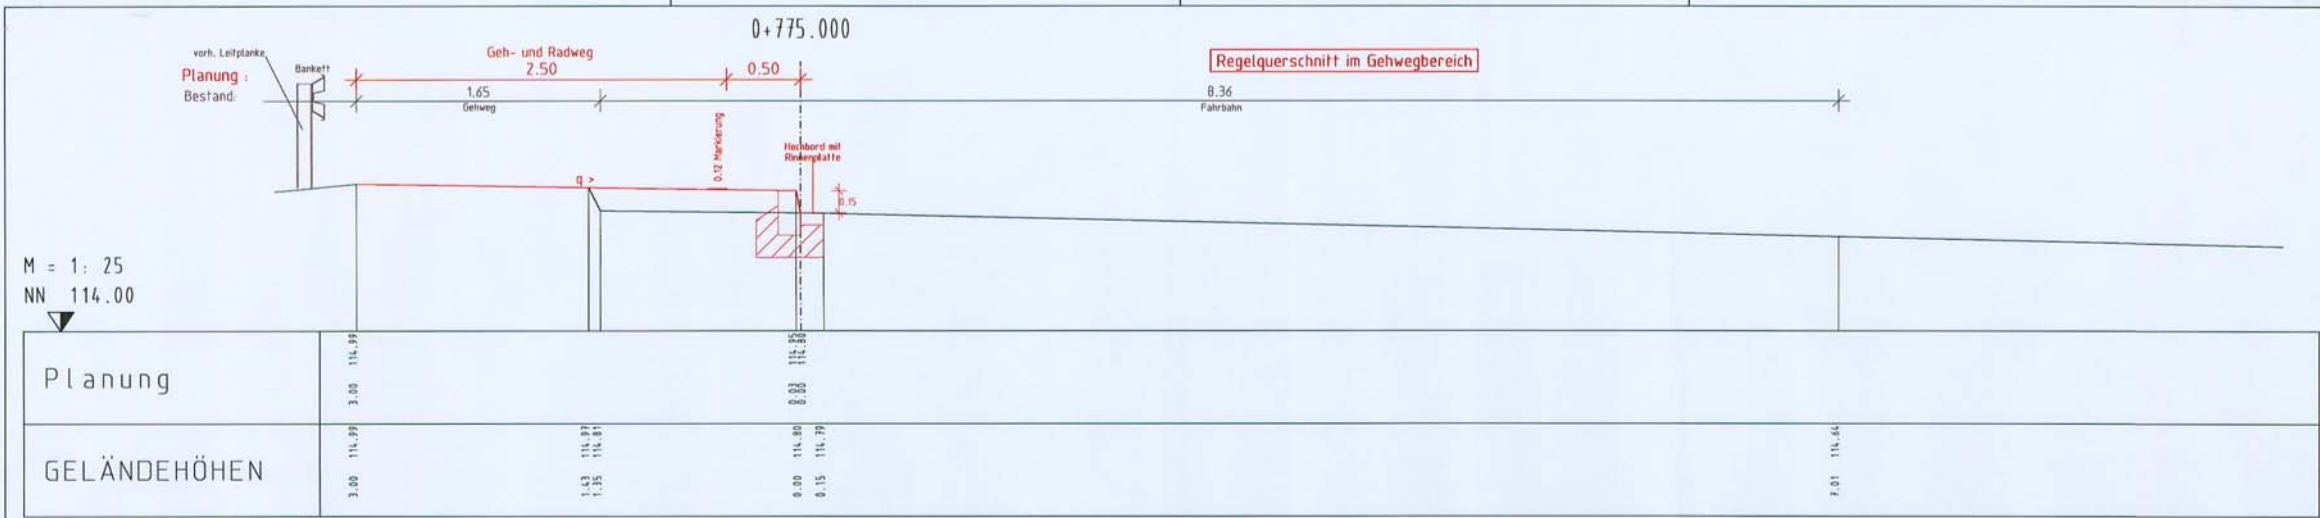 0+775.000
vorh. Leitplanke
Geh- und Radweg
Regelquerschnitt im Gehwegbereich
Planung :
Bankett
2.50
0.50
Bestand:
1.65
8.36
Gehweg
Fahrbahn
0.12 Markierung
Hochbord mit
Rinnenplatte
q >
0.15
M = 1: 25
NN 114.00
Planung
3.00 114.99
0.03 114.95
0.00 114.80
GELÄNDEHÖHEN
3.00 114.99
1.43 114.97
1.35 114.81
0.00 114.80
0.15 114.79
7.01 114.64